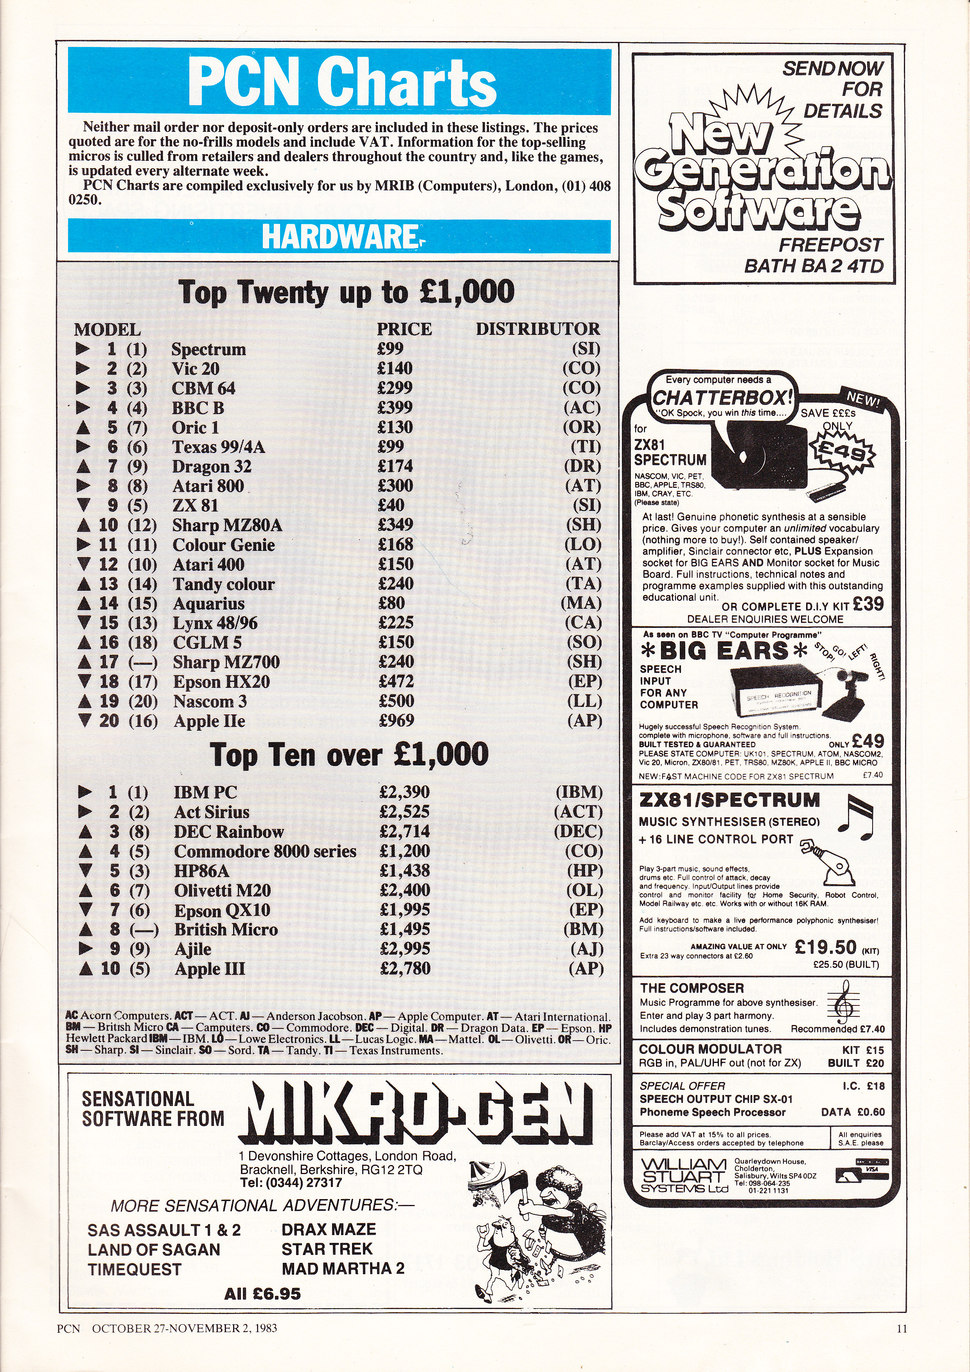 PCN Charts
Neither mail order nor deposit-only orders are included in these listings. The prices
quoted are for the no-frills models and include VAT. Information for the top-selling
micros is culled from retailers and dealers throughout the country and, like the games,
is updated every alternate week.
PCN Charts are compiled exclusively for us by MRIB (Computers), London, (01) 408
0250.
HARDWARE
Top Twenty up to £1,000
MODEL PRICE DISTRIBUTOR
▶ 1 (1) Spectrum £99 (SI)
▶ 2 (2) Vic 20 £140 (CO)
▶ 3 (3) CBM 64 £299 (CO)
▶ 4 (4) BBC B £399 (AC)
▲ 5 (7) Oric 1 £130 (OR)
▶ 6 (6) Texas 99/4A £99 (TI)
▲ 7 (9) Dragon 32 £174 (DR)
▶ 8 (8) Atari 800 £300 (AT)
▼ 9 (5) ZX 81 £40 (SI)
▲ 10 (12) Sharp MZ80A £349 (SH)
▶ 11 (11) Colour Genie £168 (LO)
▼ 12 (10) Atari 400 £150 (AT)
▲ 13 (14) Tandy colour £240 (TA)
▲ 14 (15) Aquarius £80 (MA)
▼ 15 (13) Lynx 48/96 £225 (CA)
▲ 16 (18) CGLM 5 £150 (SO)
▲ 17 (—) Sharp MZ700 £240 (SH)
▼ 18 (17) Epson HX20 £472 (EP)
▲ 19 (20) Nascom 3 £500 (LL)
▼ 20 (16) Apple IIe £969 (AP)
Top Ten over £1,000
▶ 1 (1) IBM PC £2,390 (IBM)
▶ 2 (2) Act Sirius £2,525 (ACT)
▲ 3 (8) DEC Rainbow £2,714 (DEC)
▲ 4 (5) Commodore 8000 series £1,200 (CO)
▼ 5 (3) HP86A £1,438 (HP)
▲ 6 (7) Olivetti M20 £2,400 (OL)
▼ 7 (6) Epson QX10 £1,995 (EP)
▲ 8 (—) British Micro £1,495 (BM)
▶ 9 (9) Ajile £2,995 (AJ)
▲ 10 (5) Apple III £2,780 (AP)
AC Acorn Computers. ACT — ACT. AJ — Anderson Jacobson. AP — Apple Computer. AT — Atari International.
BM — British Micro CA — Camputers. CO — Commodore. DEC — Digital. DR — Dragon Data. EP — Epson. HP
Hewlett Packard IBM — IBM. LO — Lowe Electronics. LL — Lucas Logic. MA — Mattel. OL — Olivetti. OR — Oric.
SH — Sharp. SI — Sinclair. SO — Sord. TA — Tandy. TI — Texas Instruments.
SENSATIONAL
SOFTWARE FROM
MIKRO-GEN
1 Devonshire Cottages, London Road,
Bracknell, Berkshire, RG12 2TQ
Tel: (0344) 27317
MORE SENSATIONAL ADVENTURES:—
SAS ASSAULT 1 & 2 DRAX MAZE
LAND OF SAGAN STAR TREK
TIMEQUEST MAD MARTHA 2
All £6.95
SEND NOW
FOR
DETAILS
New
Generation
Software
FREEPOST
BATH BA2 4TD
Every computer needs a
CHATTERBOX!
"OK Spock, you win this time....
NEW!
SAVE £££s
ONLY
£49
for
ZX81
SPECTRUM
NASCOM, VIC, PET,
BBC, APPLE, TRS80,
IBM, CRAY, ETC.
(Please state)
At last! Genuine phonetic synthesis at a sensible
price. Gives your computer an unlimited vocabulary
(nothing more to buy!). Self contained speaker/
amplifier, Sinclair connector etc, PLUS Expansion
socket for BIG EARS AND Monitor socket for Music
Board. Full instructions, technical notes and
programme examples supplied with this outstanding
educational unit.
OR COMPLETE D.I.Y KIT £39
DEALER ENQUIRIES WELCOME
As seen on BBC TV "Computer Programme"
*BIG EARS*
STOP! GO! LEFT! RIGHT!
SPEECH
INPUT
FOR ANY
COMPUTER
SPEECH RECOGNITION
Hugely successful Speech Recognition System,
complete with microphone, software and full instructions.
BUILT TESTED & GUARANTEED ONLY £49
PLEASE STATE COMPUTER: UK101, SPECTRUM, ATOM, NASCOM2,
Vic 20, Micron, ZX80/81, PET, TRS80, MZ80K, APPLE II, BBC MICRO
NEW: FAST MACHINE CODE FOR ZX81 SPECTRUM £7.40
ZX81/SPECTRUM
MUSIC SYNTHESISER (STEREO)
+ 16 LINE CONTROL PORT
Play 3-part music, sound effects,
drums etc. Full control of attack, decay
and frequency. Input/Output lines provide
control and monitor facility for Home Security, Robot Control,
Model Railway etc. etc. Works with or without 16K RAM.
Add keyboard to make a live performance polyphonic synthesiser!
Full instructions/software included.
AMAZING VALUE AT ONLY £19.50 (KIT)
Extra 23 way connectors at £2.60 £25.50 (BUILT)
THE COMPOSER
Music Programme for above synthesiser.
Enter and play 3 part harmony.
Includes demonstration tunes. Recommended £7.40
COLOUR MODULATOR KIT £15
RGB in, PAL/UHF out (not for ZX) BUILT £20
SPECIAL OFFER I.C. £18
SPEECH OUTPUT CHIP SX-01
Phoneme Speech Processor DATA £0.60
Please add VAT at 15% to all prices.
Barclay/Access orders accepted by telephone
All enquiries
S.A.E. please
WILLIAM
STUART
SYSTEMS Ltd
Quarleydown House,
Cholderton,
Salisbury, Wilts SP4 0DZ
Tel: 098-064-235
01-221 1131
VISA
PCN OCTOBER 27-NOVEMBER 2, 1983 11